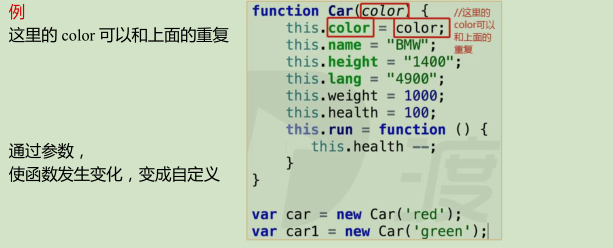 例
这里的 color 可以和上面的重复
通过参数，
使函数发生变化，变成自定义
function Car(color) {
this.color = color;
this.name = "BMW";
this.height = "1400";
this.lang = "4900";
this.weight = 1000;
this.health = 100;
this.run = function () {
this.health --;
}
}
var car = new Car('red');
var car1 = new Car('green');
//这里的
color可以
和上面的
重复